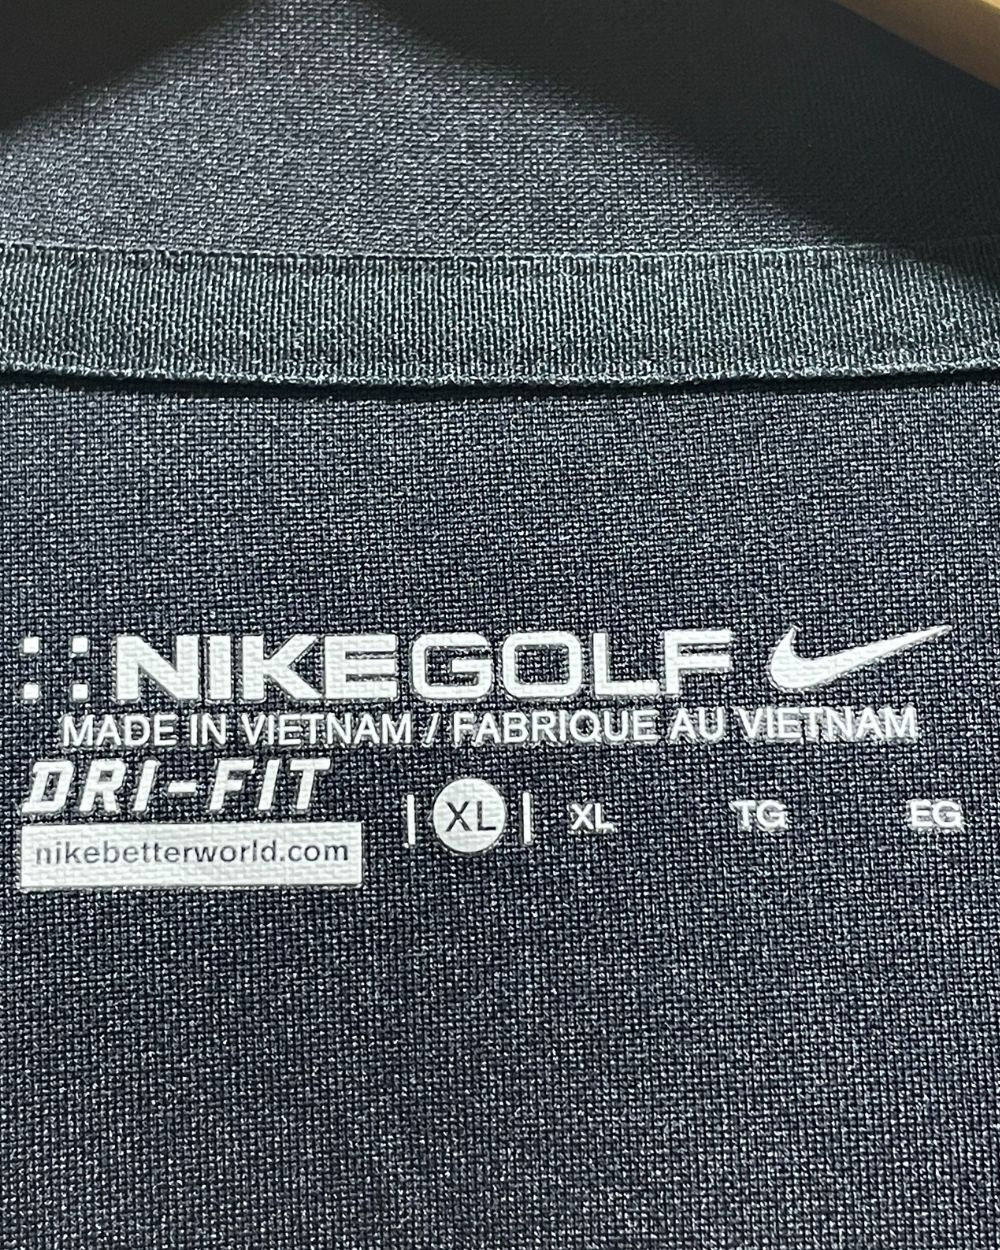 NIKEGOLF
MADE IN VIETNAM / FABRIQUE AU VIETNAM
DRI-FIT
| XL | XL TG EG
nikebetterworld.com